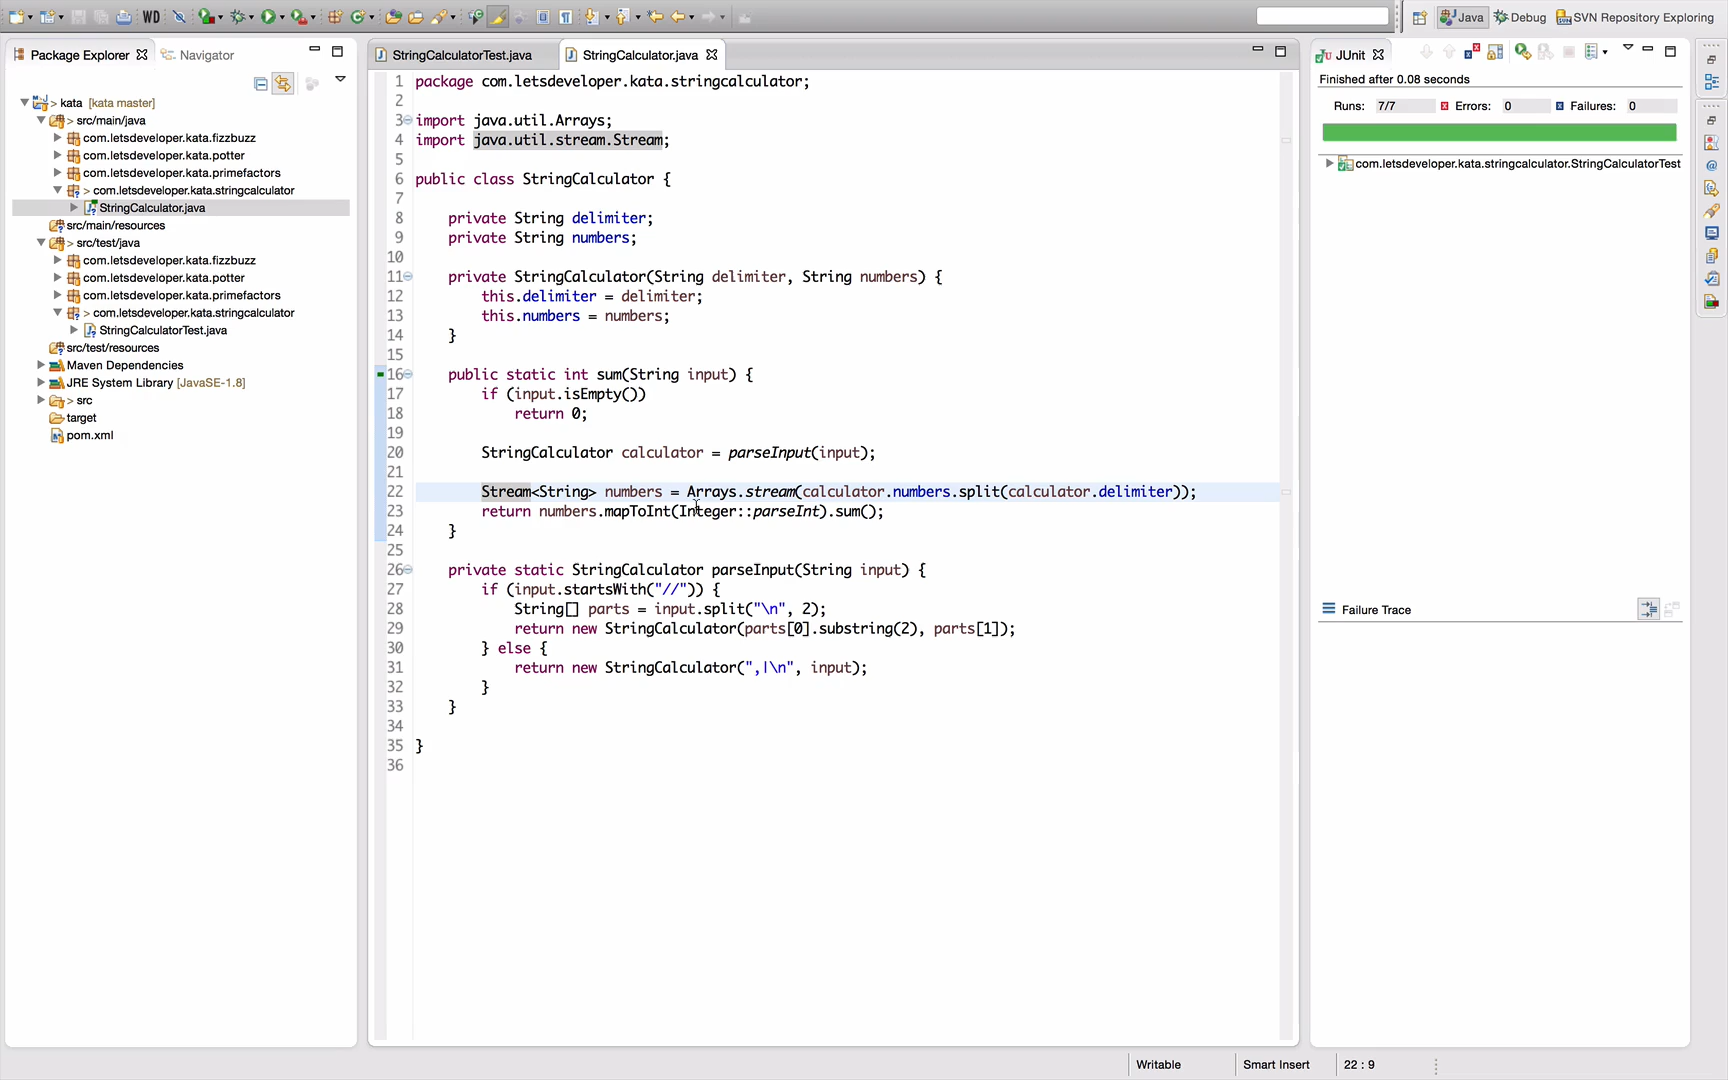 WD
Java
Debug
SVN Repository Exploring
Package Explorer
Navigator
StringCalculatorTest.java
StringCalculator.java
JUnit
> kata [kata master]
> src/main/java
com.letsdeveloper.kata.fizzbuzz
com.letsdeveloper.kata.potter
com.letsdeveloper.kata.primefactors
> com.letsdeveloper.kata.stringcalculator
StringCalculator.java
src/main/resources
> src/test/java
com.letsdeveloper.kata.fizzbuzz
com.letsdeveloper.kata.potter
com.letsdeveloper.kata.primefactors
> com.letsdeveloper.kata.stringcalculator
StringCalculatorTest.java
src/test/resources
Maven Dependencies
JRE System Library [JavaSE-1.8]
> src
target
pom.xml
1 package com.letsdeveloper.kata.stringcalculator;
2
3 import java.util.Arrays;
4 import java.util.stream.Stream;
5
6 public class StringCalculator {
7
8 private String delimiter;
9 private String numbers;
10
11 private StringCalculator(String delimiter, String numbers) {
12 this.delimiter = delimiter;
13 this.numbers = numbers;
14 }
15
16 public static int sum(String input) {
17 if (input.isEmpty())
18 return 0;
19
20 StringCalculator calculator = parseInput(input);
21
22 Stream<String> numbers = Arrays.stream(calculator.numbers.split(calculator.delimiter));
23 return numbers.mapToInt(Integer::parseInt).sum();
24 }
25
26 private static StringCalculator parseInput(String input) {
27 if (input.startsWith("//")) {
28 String[] parts = input.split("\n", 2);
29 return new StringCalculator(parts[0].substring(2), parts[1]);
30 } else {
31 return new StringCalculator(",|\n", input);
32 }
33 }
34
35 }
36
Finished after 0.08 seconds
Runs: 7/7 Errors: 0 Failures: 0
com.letsdeveloper.kata.stringcalculator.StringCalculatorTest
Failure Trace
Writable
Smart Insert
22 : 9